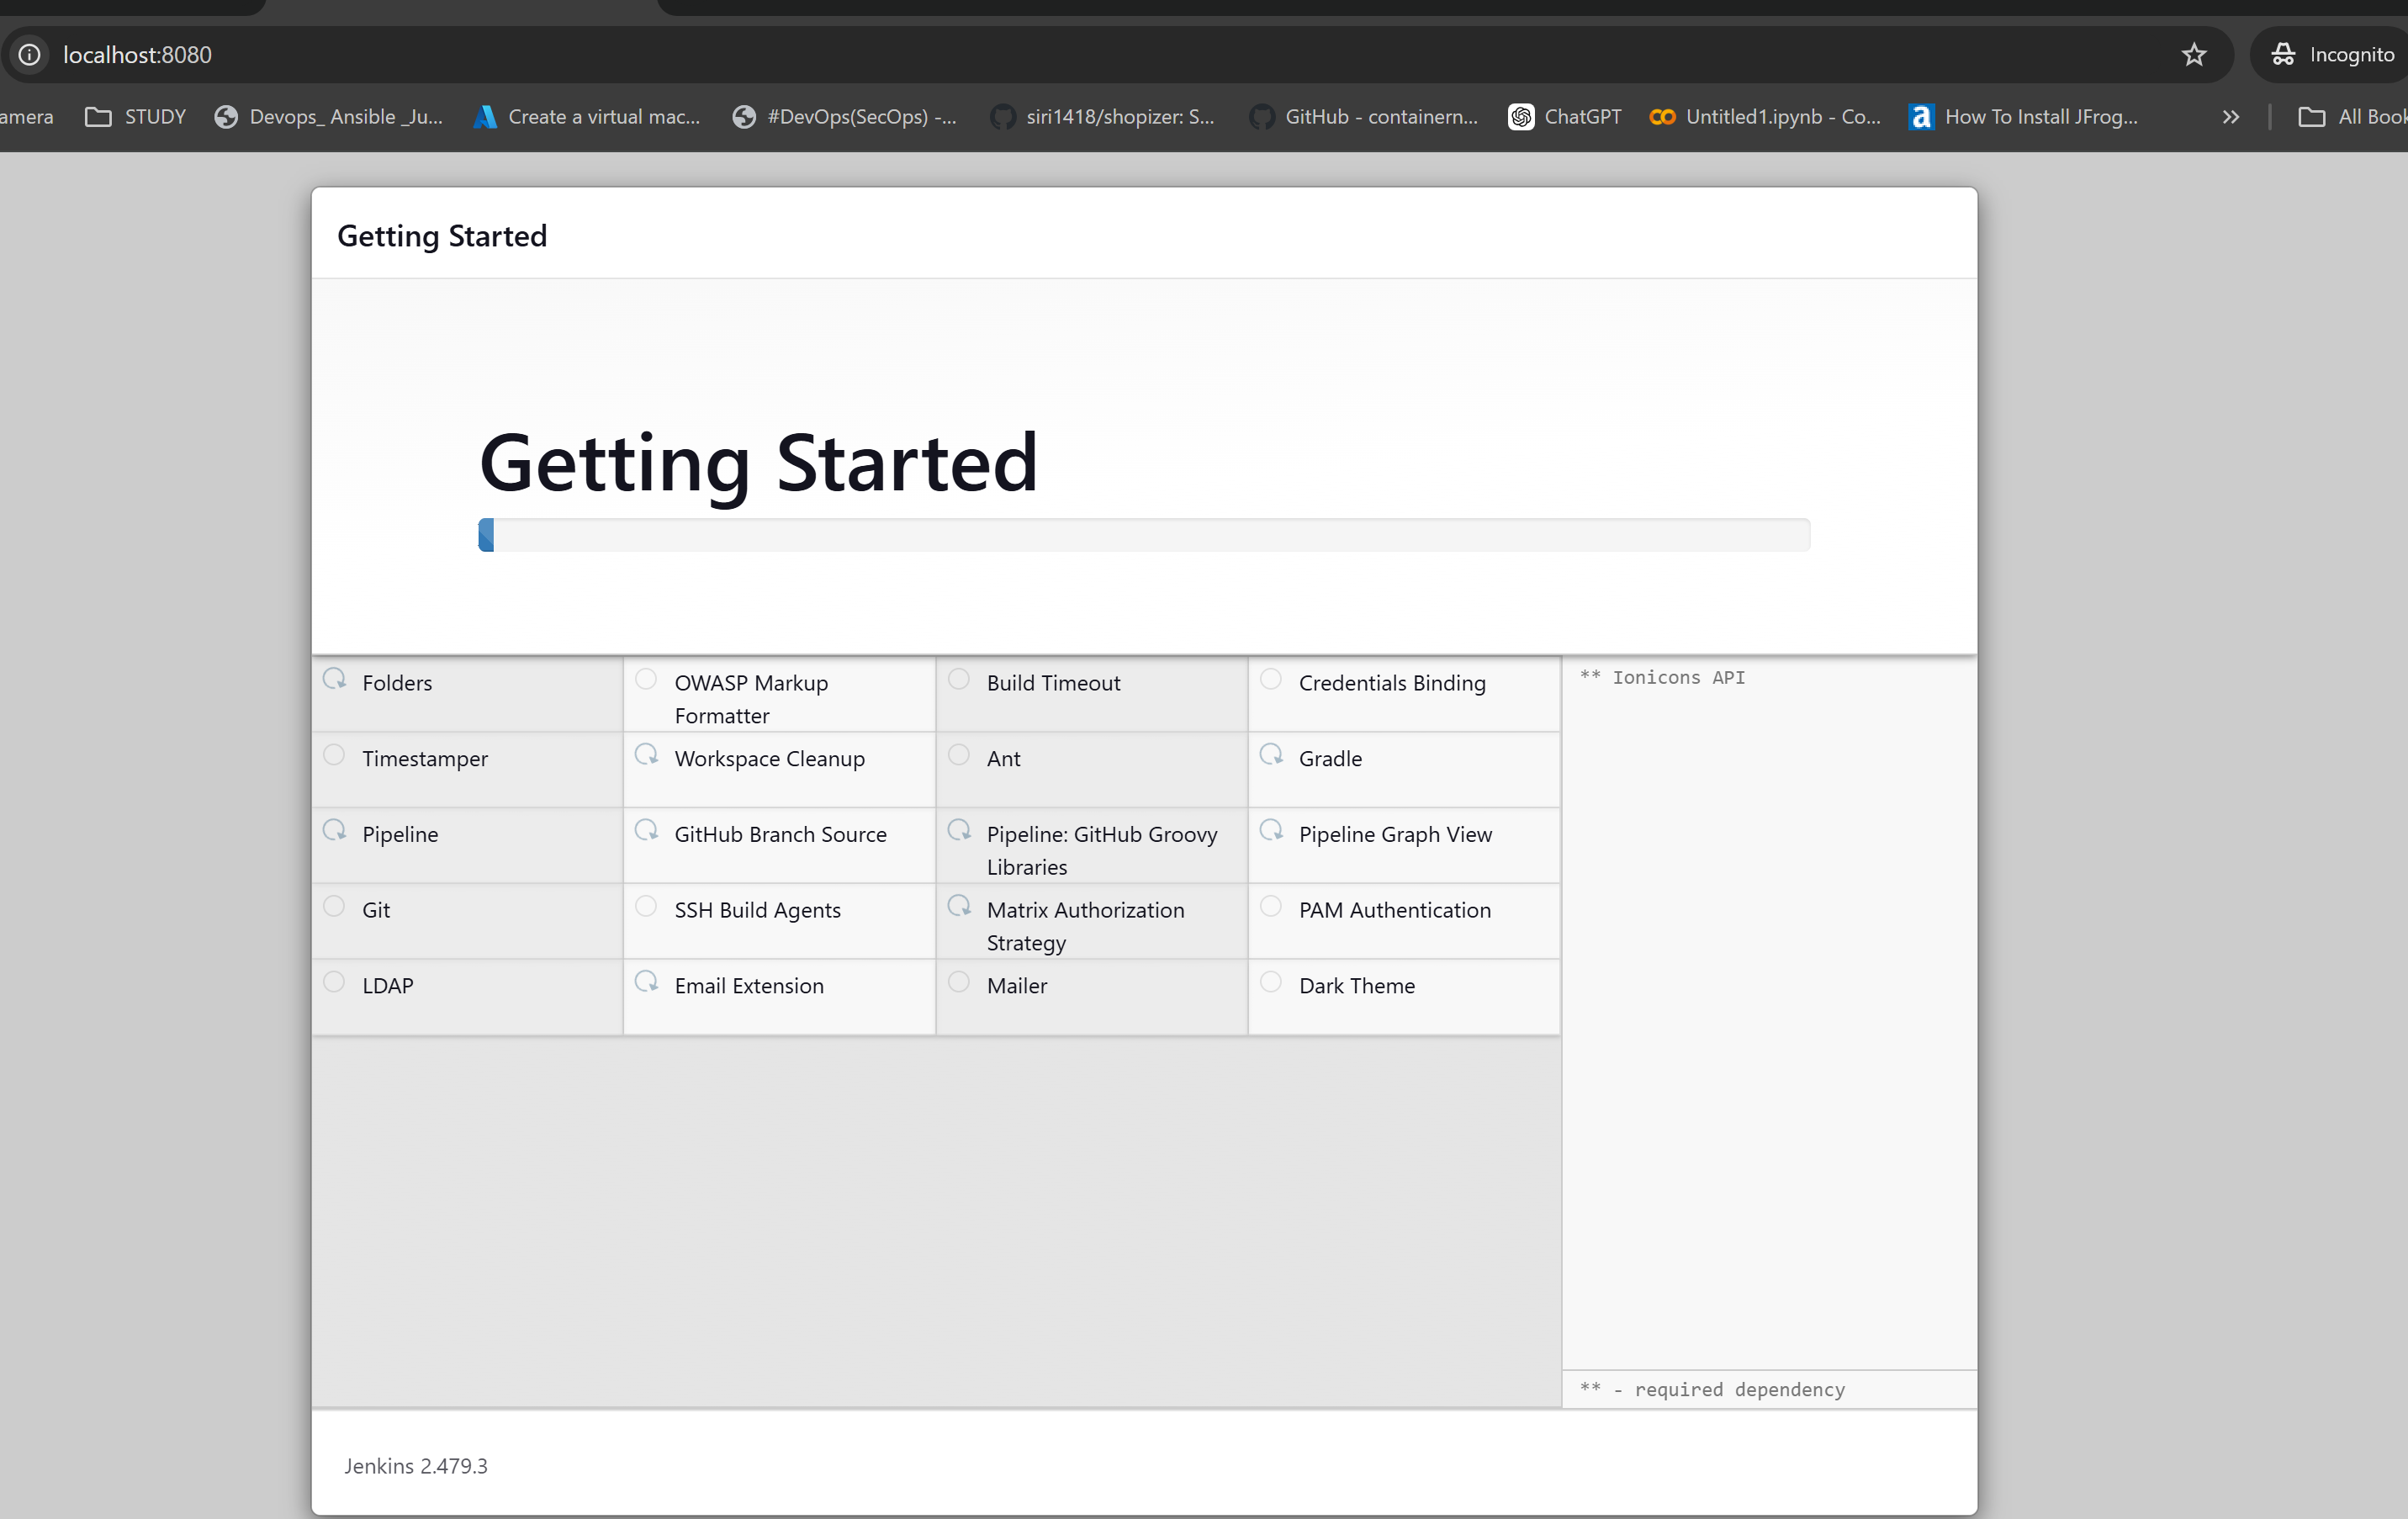 localhost:8080
Incognito
amera
STUDY
Devops_ Ansible _Ju...
Create a virtual mac...
#DevOps(SecOps) -...
siri1418/shopizer: S...
GitHub - containern...
ChatGPT
Untitled1.ipynb - Co...
How To Install JFrog...
All Book
Getting Started
Getting Started
Folders
OWASP Markup
Formatter
Build Timeout
Credentials Binding
** Ionicons API
Timestamper
Workspace Cleanup
Ant
Gradle
Pipeline
GitHub Branch Source
Pipeline: GitHub Groovy
Libraries
Pipeline Graph View
Git
SSH Build Agents
Matrix Authorization
Strategy
PAM Authentication
LDAP
Email Extension
Mailer
Dark Theme
** - required dependency
Jenkins 2.479.3